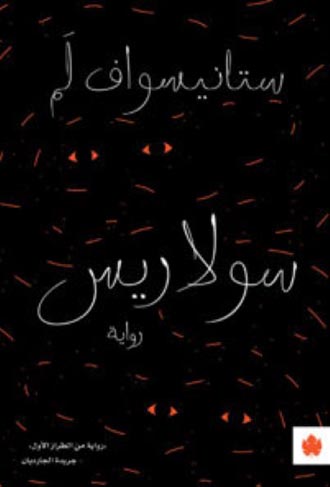 ستانيسواف لَم
سولاريس
رواية
«رواية من الطراز الأول»
- جريدة الجارديان